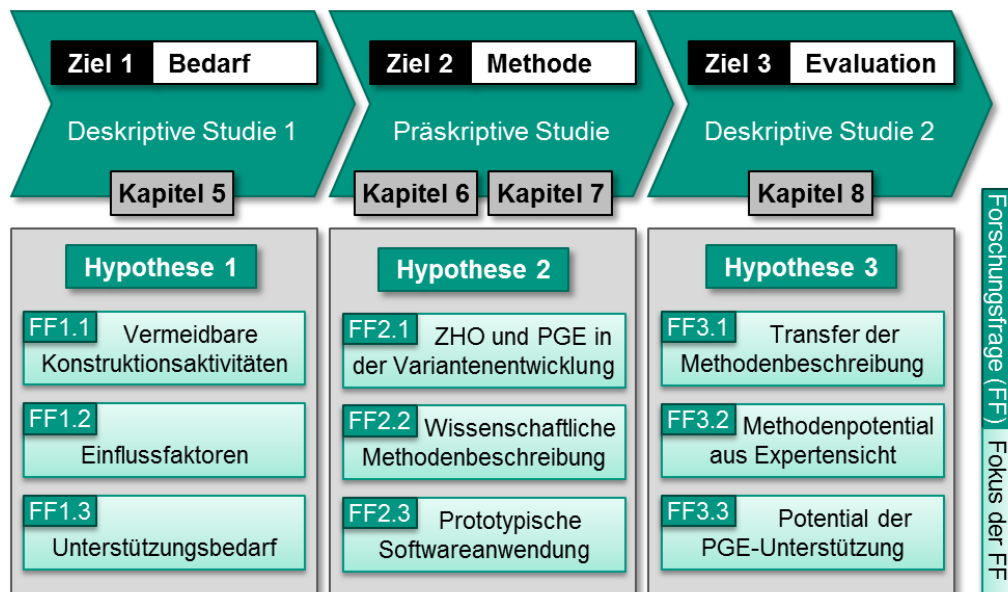 Ziel 1 Bedarf
Deskriptive Studie 1
Kapitel 5
Ziel 2 Methode
Präskriptive Studie
Kapitel 6 Kapitel 7
Ziel 3 Evaluation
Deskriptive Studie 2
Kapitel 8
Hypothese 1
FF1.1 Vermeidbare
Konstruktionsaktivitäten
FF1.2
Einflussfaktoren
FF1.3
Unterstützungsbedarf
Hypothese 2
FF2.1 ZHO und PGE in
der Variantenentwicklung
FF2.2 Wissenschaftliche
Methodenbeschreibung
FF2.3 Prototypische
Softwareanwendung
Hypothese 3
FF3.1 Transfer der
Methodenbeschreibung
FF3.2 Methodenpotential
aus Expertensicht
FF3.3 Potential der
PGE-Unterstützung
Forschungsfrage (FF) Fokus der FF